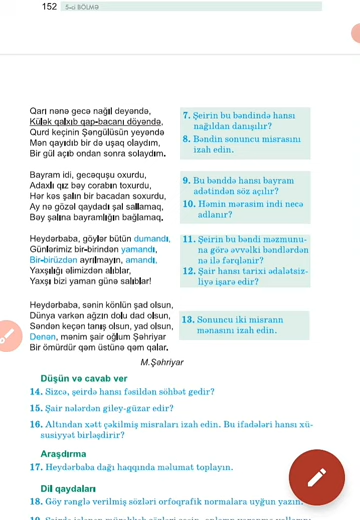 152 5-ci BÖLMƏ
Qarı nənə gecə nağıl deyəndə,
Külək qalxıb qap-bacanı döyəndə,
Qurd keçinin Şəngülüsün yeyəndə
Mən qayıdıb bir də uşaq olaydım,
Bir gül açıb ondan sonra solaydım.
7. Şeirin bu bəndində hansı
nağıldan danışılır?
8. Bəndin sonuncu misrasını
izah edin.
Bayram idi, gecəquşu oxurdu,
Adaxlı qız bəy corabın toxurdu,
Hər kəs şalın bir bacadan soxurdu,
Ay nə gözəl qaydadı şal sallamaq,
Bəy şalına bayramlığın bağlamaq.
9. Bu bənddə hansı bayram
adətindən söz açılır?
10. Həmin mərasim indi necə
adlanır?
Heydərbaba, göylər bütün dumandı,
Günlərimiz bir-birindən yamandı,
Bir-birüzdən ayrılmayın, amandı,
Yaxşılığı əlimizdən alıblar,
Yaxşı bizi yaman günə salıblar!
11. Şeirin bu bəndi məzmunu-
na görə əvvəlki bəndlərdən
nə ilə fərqlənir?
12. Şair hansı tarixi ədalətsiz-
liyə işarə edir?
Heydərbaba, sənin könlün şad olsun,
Dünya varkən ağzın dolu dad olsun,
Səndən keçən tanış olsun, yad olsun,
Denən, mənim şair oğlum Şəhriyar
Bir ömürdür qəm üstünə qəm qalar.
13. Sonuncu iki misranın
mənasını izah edin.
M.Şəhriyar
Düşün və cavab ver
14. Sizcə, şeirdə hansı fəsildən söhbət gedir?
15. Şair nələrdən giley-güzar edir?
16. Altından xətt çəkilmiş misraları izah edin. Bu ifadələri hansı xü-
susiyyət birləşdirir?
Araşdırma
17. Heydərbaba dağı haqqında məlumat toplayın.
Dil qaydaları
18. Göy rənglə verilmiş sözləri orfoqrafik normalara uyğun yazın.